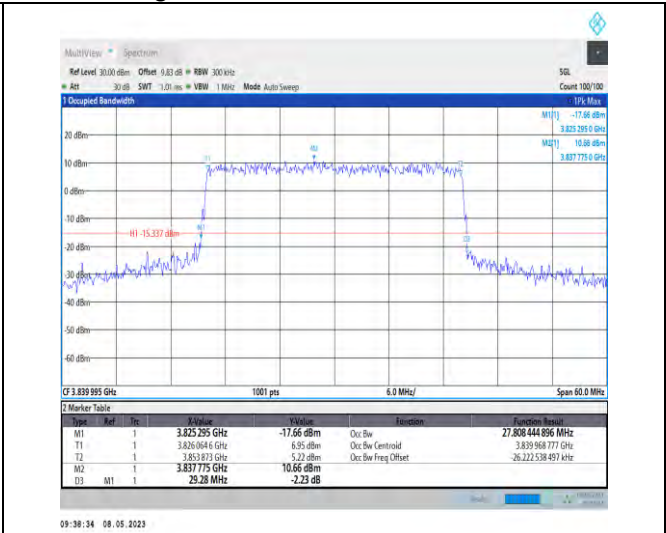 MultiView Spectrum
Ref Level 30.00 dBm Offset 9.83 dB RBW 300 kHz SGL
Att 30 dB SWT 1.01 ms VBW 1 MHz Mode Auto Sweep Count 100/100
1 Occupied Bandwidth 1Pk Max
M1[1] -17.66 dBm
3.825 295 0 GHz
M2[1] 10.66 dBm
3.837 775 0 GHz
20 dBm
M2
T1
10 dBm
0 dBm
-10 dBm
M1
H1 -15.337 dBm
D3
-20 dBm
-30 dBm
-40 dBm
-50 dBm
-60 dBm
CF 3.839 995 GHz 1001 pts 6.0 MHz/ Span 60.0 MHz
2 Marker Table
Type Ref Trc X-Value Y-Value Function Function Result
M1 1 3.825 295 GHz -17.66 dBm Occ Bw 27.808 444 896 MHz
T1 1 3.826 064 6 GHz 6.95 dBm Occ Bw Centroid 3.839 968 777 GHz
T2 1 3.853 873 GHz 5.22 dBm Occ Bw Freq Offset -26.222 538 497 kHz
M2 1 3.837 775 GHz 10.66 dBm
D3 M1 1 29.28 MHz -2.23 dB
09:38:34 08.05.2023